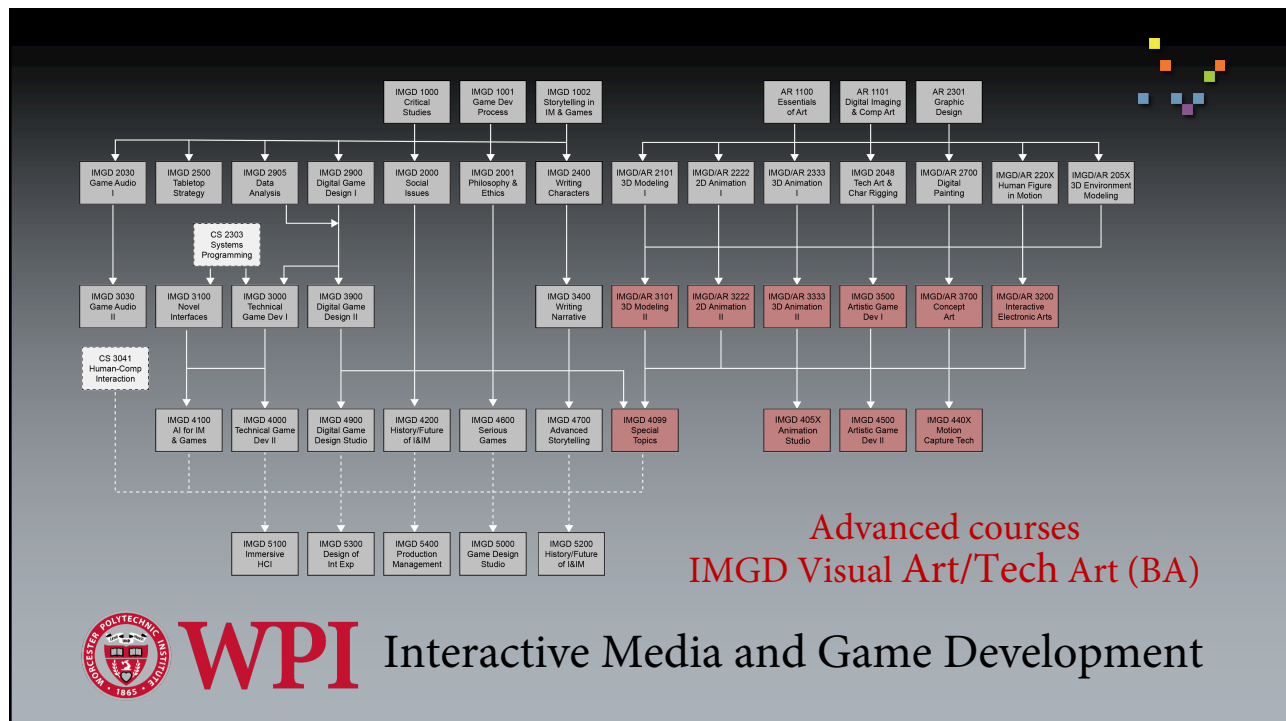 IMGD 1000
Critical
Studies
IMGD 1001
Game Dev
Process
IMGD 1002
Storytelling in
IM & Games
AR 1100
Essentials
of Art
AR 1101
Digital Imaging
& Comp Art
AR 2301
Graphic
Design
IMGD 2030
Game Audio
I
IMGD 2500
Tabletop
Strategy
IMGD 2905
Data
Analysis
IMGD 2900
Digital Game
Design I
IMGD 2000
Social
Issues
IMGD 2001
Philosophy &
Ethics
IMGD 2400
Writing
Characters
IMGD/AR 2101
3D Modeling
I
IMGD/AR 2222
2D Animation
I
IMGD/AR 2333
3D Animation
I
IMGD 2048
Tech Art &
Char Rigging
IMGD/AR 2700
Digital
Painting
IMGD/AR 220X
Human Figure
in Motion
IMGD/AR 205X
3D Environment
Modeling
CS 2303
Systems
Programming
IMGD 3030
Game Audio
II
IMGD 3100
Novel
Interfaces
IMGD 3000
Technical
Game Dev I
IMGD 3900
Digital Game
Design II
IMGD 3400
Writing
Narrative
IMGD/AR 3101
3D Modeling
II
IMGD/AR 3222
2D Animation
II
IMGD/AR 3333
3D Animation
II
IMGD 3500
Artistic Game
Dev I
IMGD/AR 3700
Concept
Art
IMGD/AR 3200
Interactive
Electronic Arts
CS 3041
Human-Comp
Interaction
IMGD 4100
AI for IM
& Games
IMGD 4000
Technical Game
Dev II
IMGD 4900
Digital Game
Design Studio
IMGD 4200
History/Future
of I&IM
IMGD 4600
Serious
Games
IMGD 4700
Advanced
Storytelling
IMGD 4099
Special
Topics
IMGD 405X
Animation
Studio
IMGD 4500
Artistic Game
Dev II
IMGD 440X
Motion
Capture Tech
IMGD 5100
Immersive
HCI
IMGD 5300
Design of
Int Exp
IMGD 5400
Production
Management
IMGD 5000
Game Design
Studio
IMGD 5200
History/Future
of I&IM
Advanced courses
IMGD Visual Art/Tech Art (BA)
WORCESTER POLYTECHNIC INSTITUTE
1865
WPI
Interactive Media and Game Development